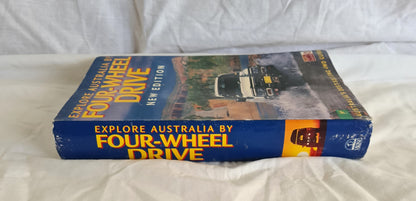 EXPLORE AUSTRALIA BY
FOUR-WHEEL
DRIVE
NEW EDITION
EXPLORE AUSTRALIA BY
FOUR-WHEEL
DRIVE